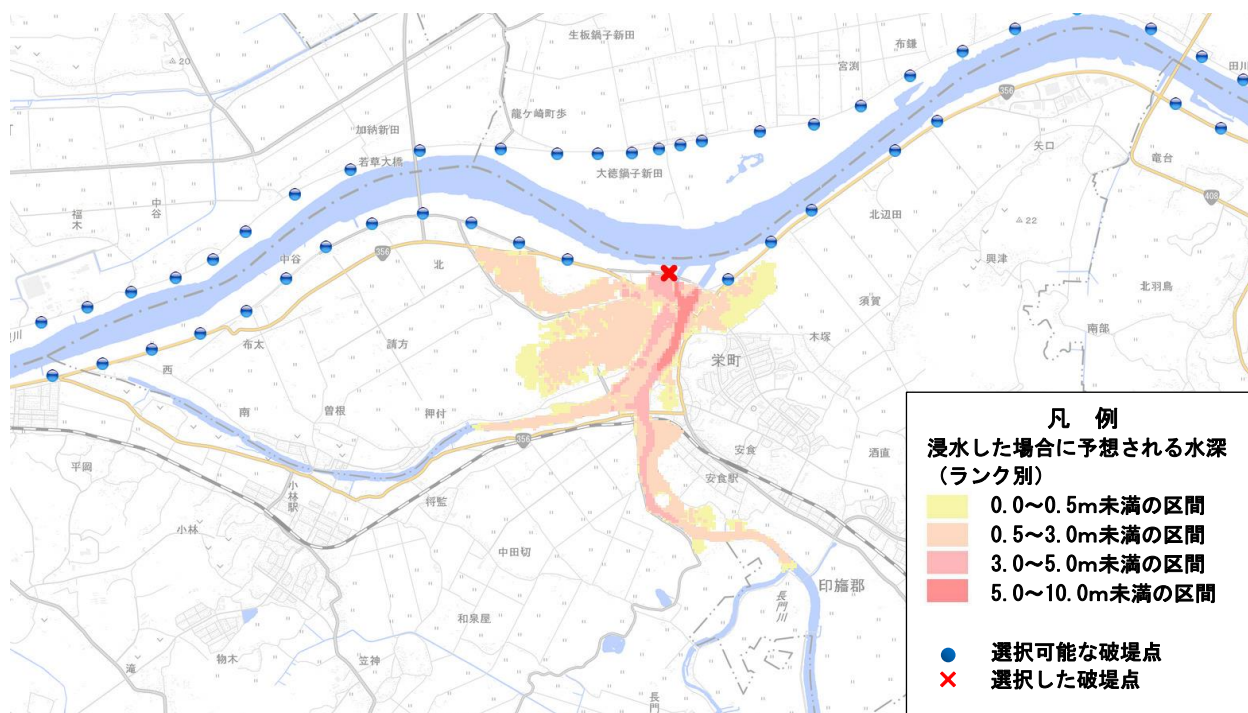 生板鍋子新田
布鎌
20
宮渕
田川
356
龍ケ崎町歩
加納新田
若草大橋
矢口
大徳鍋子新田
竜台
408
中谷
福木
北辺田
22
中谷
356
北
興津
北羽鳥
須賀
川
南部
布太
請方
木塚
西
栄町
南
曽根
押付
356
安食
酒直
平岡
安食駅
小林駅
将監
小林
中田切
印旛郡
長門川
和泉屋
物木
笠神
滝
長門
凡 例
浸水した場合に予想される水深
(ランク別)
0.0~0.5m未満の区間
0.5~3.0m未満の区間
3.0~5.0m未満の区間
5.0~10.0m未満の区間
選択可能な破堤点
選択した破堤点